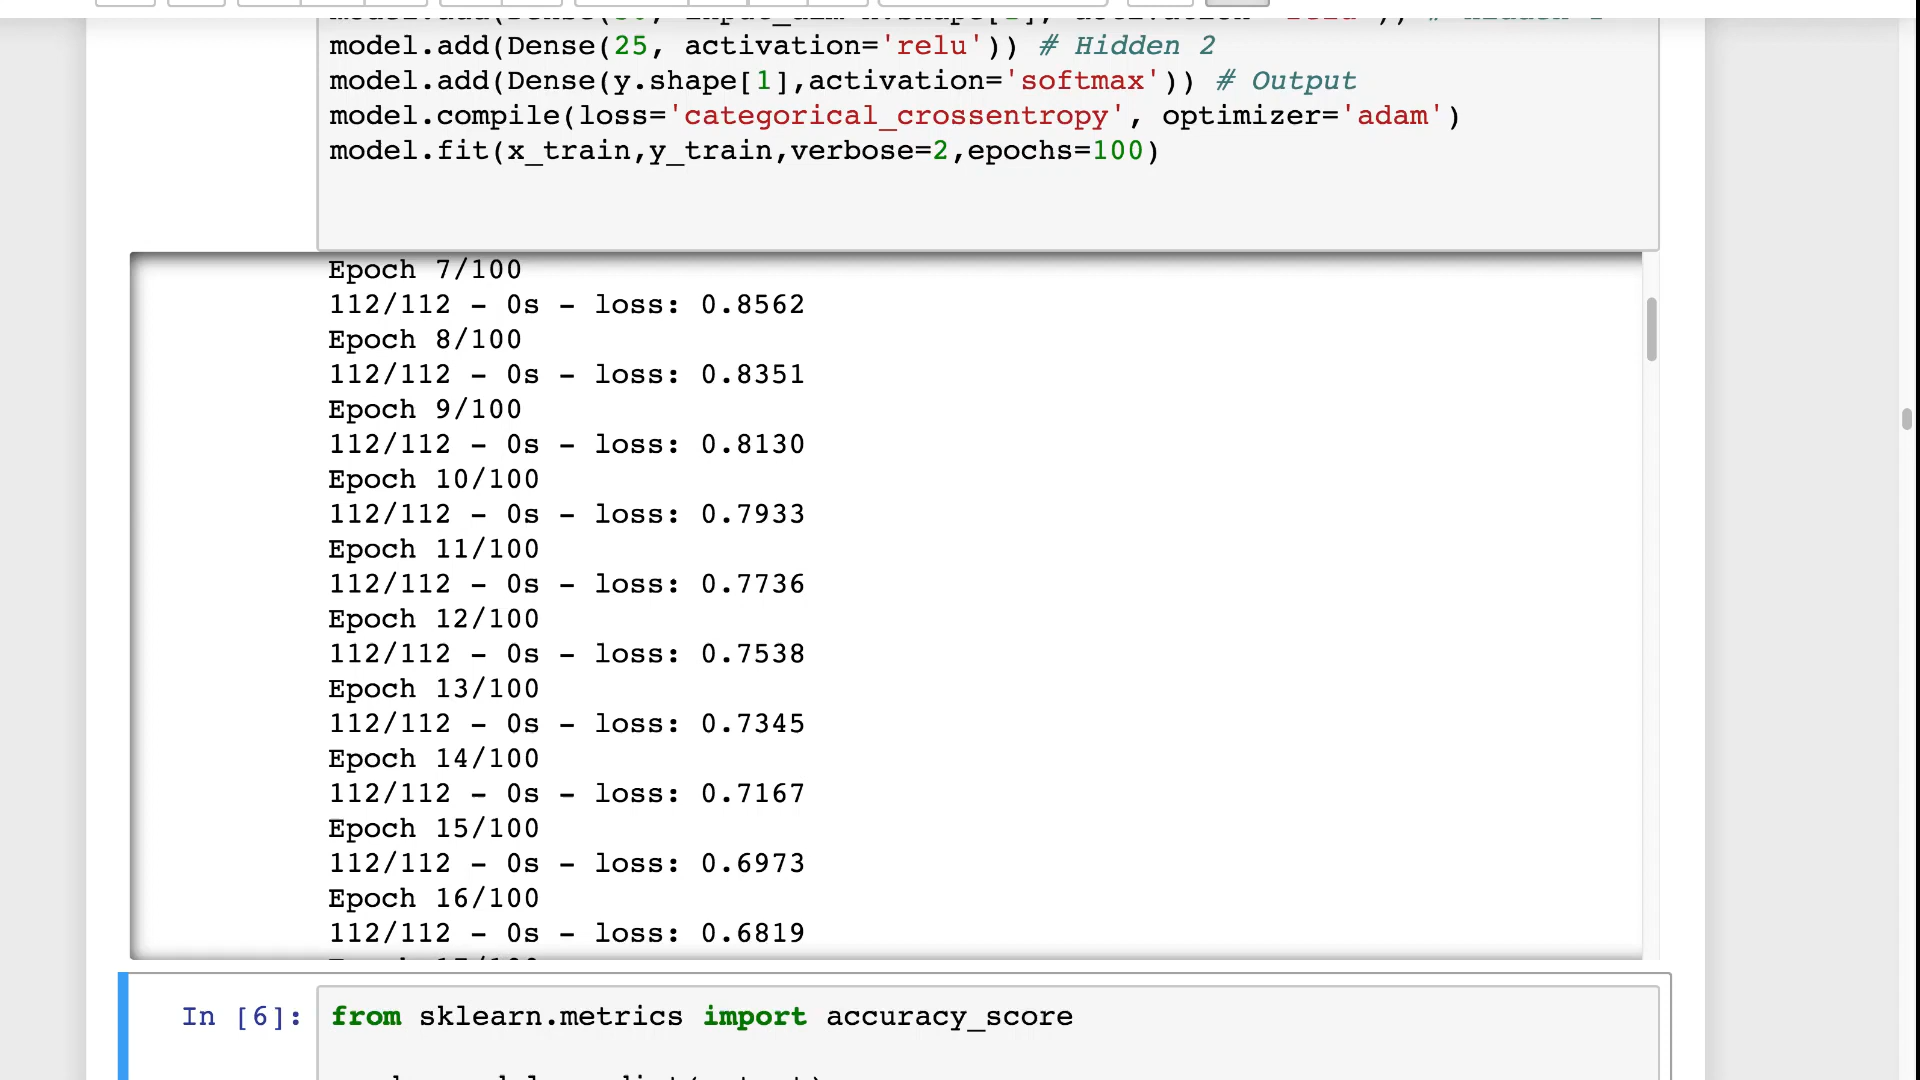 model.add(Dense(25, activation='relu')) # Hidden 2
model.add(Dense(y.shape[1],activation='softmax')) # Output
model.compile(loss='categorical_crossentropy', optimizer='adam')
model.fit(x_train,y_train,verbose=2,epochs=100)
Epoch 7/100
112/112 - 0s - loss: 0.8562
Epoch 8/100
112/112 - 0s - loss: 0.8351
Epoch 9/100
112/112 - 0s - loss: 0.8130
Epoch 10/100
112/112 - 0s - loss: 0.7933
Epoch 11/100
112/112 - 0s - loss: 0.7736
Epoch 12/100
112/112 - 0s - loss: 0.7538
Epoch 13/100
112/112 - 0s - loss: 0.7345
Epoch 14/100
112/112 - 0s - loss: 0.7167
Epoch 15/100
112/112 - 0s - loss: 0.6973
Epoch 16/100
112/112 - 0s - loss: 0.6819
In [6]: from sklearn.metrics import accuracy_score